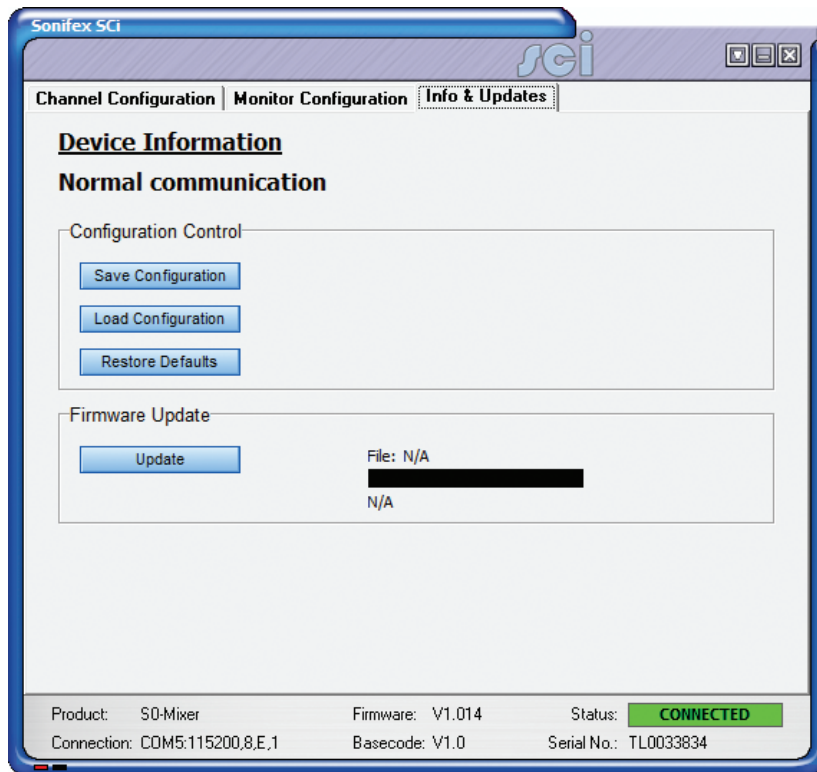 Sonifex SCi
sci
Channel Configuration Monitor Configuration Info & Updates
Device Information
Normal communication
Configuration Control
Save Configuration
Load Configuration
Restore Defaults
Firmware Update
Update File: N/A
N/A
Product: S0-Mixer Firmware: V1.014 Status: CONNECTED
Connection: COM5:115200,8,E,1 Basecode: V1.0 Serial No.: TL0033834